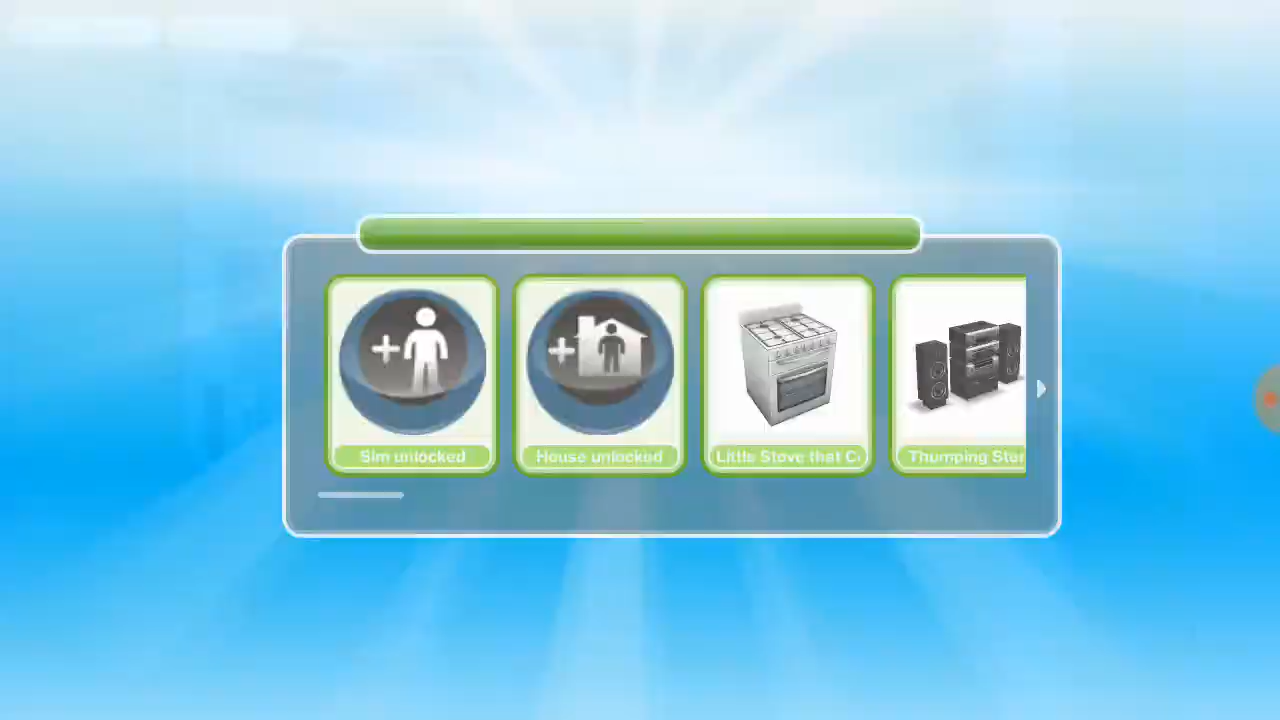 Sim unlocked
House unlocked
Little Stove that C
Thumping Ster